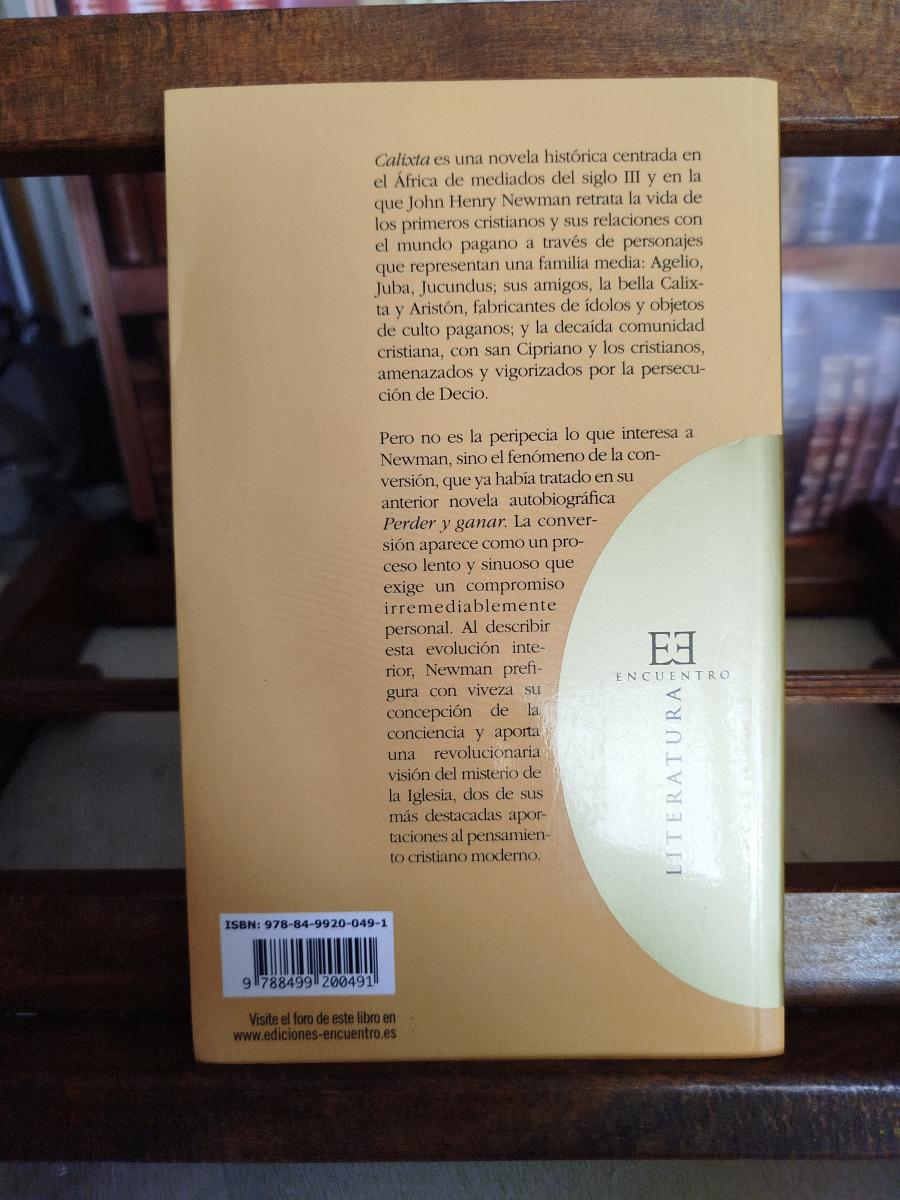 Calixta es una novela histórica centrada en
el África de mediados del siglo III y en la
que John Henry Newman retrata la vida de
los primeros cristianos y sus relaciones con
el mundo pagano a través de personajes
que representan una familia media: Agelio,
Juba, Jucundus; sus amigos, la bella Calix-
ta y Aristón, fabricantes de ídolos y objetos
de culto paganos; y la decaída comunidad
cristiana, con san Cipriano y los cristianos,
amenazados y vigorizados por la persecu-
ción de Decio.
Pero no es la peripecia lo que interesa a
Newman, sino el fenómeno de la con-
versión, que ya había tratado en su
anterior novela autobiográfica
Perder y ganar. La conver-
sión aparece como un pro-
ceso lento y sinuoso que
exige un compromiso
irremediablemente
personal. Al describir
esta evolución inte-
rior, Newman prefi-
gura con viveza su
concepción de la
conciencia y aporta
una revolucionaria
visión del misterio de
la Iglesia, dos de sus
más destacadas apor-
taciones al pensamien-
to cristiano moderno.
EE
ENCUENTRO
LITERATURA
ISBN: 978-84-9920-049-1
9 788499 200491
Visite el foro de este libro en
www.ediciones-encuentro.es